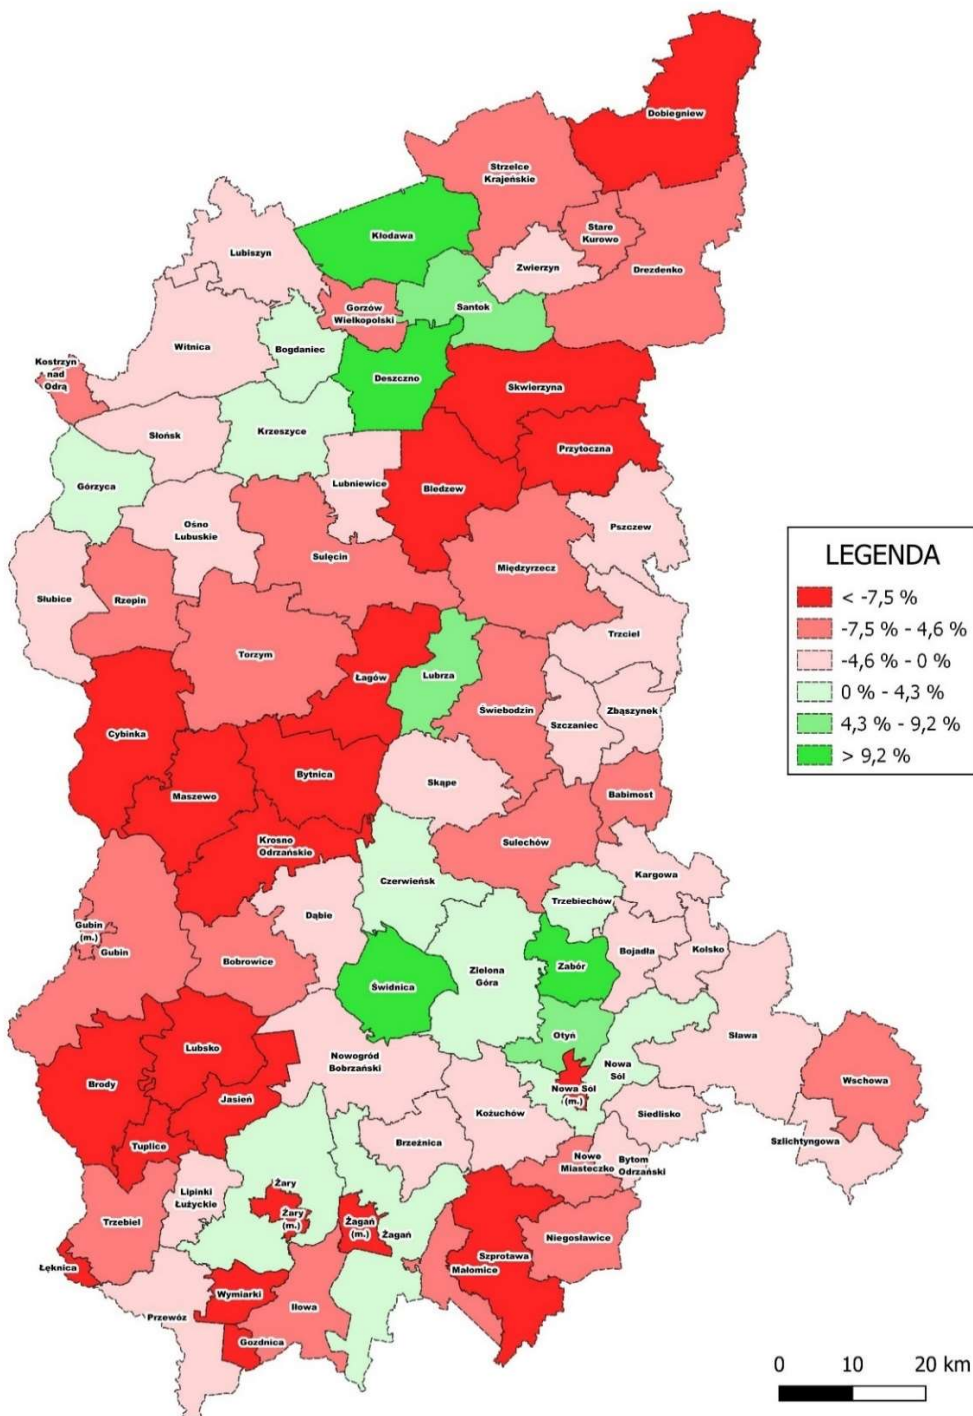 Dobiegniew
Strzelce
Krajeńskie
Stare
Kurowo
Kłodawa
Lubiszyn
Zwierzyn
Drezdenko
Gorzów
Wielkopolski
Santok
Witnica
Bogdaniec
Kostrzyn
nad
Odrą
Deszczno
Skwierzyna
Słońsk
Krzeszyce
Przytoczna
Górzyca
Lubniewice
Bledzew
Ośno
Lubuskie
Pszczew
Sulęcin
Międzyrzecz
Słubice
Rzepin
Trzciel
Torzym
Łagów
Lubrza
Świebodzin
Szczaniec
Zbąszynek
Cybinka
Maszewo
Bytnica
Skąpe
Babimost
Krosno
Odrzańskie
Sulechów
Czerwieńsk
Kargowa
Trzebiechów
Dąbie
Gubin
(m.)
Gubin
Bobrowice
Zielona
Góra
Zabór
Bojadła
Kolsko
Świdnica
Otyń
Sława
Lubsko
Nowogród
Bobrzański
Nowa
Sól
Brody
Jasień
Nowa Sól
(m.)
Wschowa
Kożuchów
Siedlisko
Tuplice
Brzeźnica
Szlichtyngowa
Nowe
Miasteczko
Bytom
Odrzański
Żary
Lipinki
Łużyckie
Trzebiel
Żary
(m.)
Żagań
(m.)
Żagań
Niegosławice
Szprotawa
Małomice
Łęknica
Wymiarki
Iłowa
Przewóz
Gozdnica
LEGENDA
< -7,5 %
-7,5 % - 4,6 %
-4,6 % - 0 %
0 % - 4,3 %
4,3 % - 9,2 %
> 9,2 %
0 10 20 km